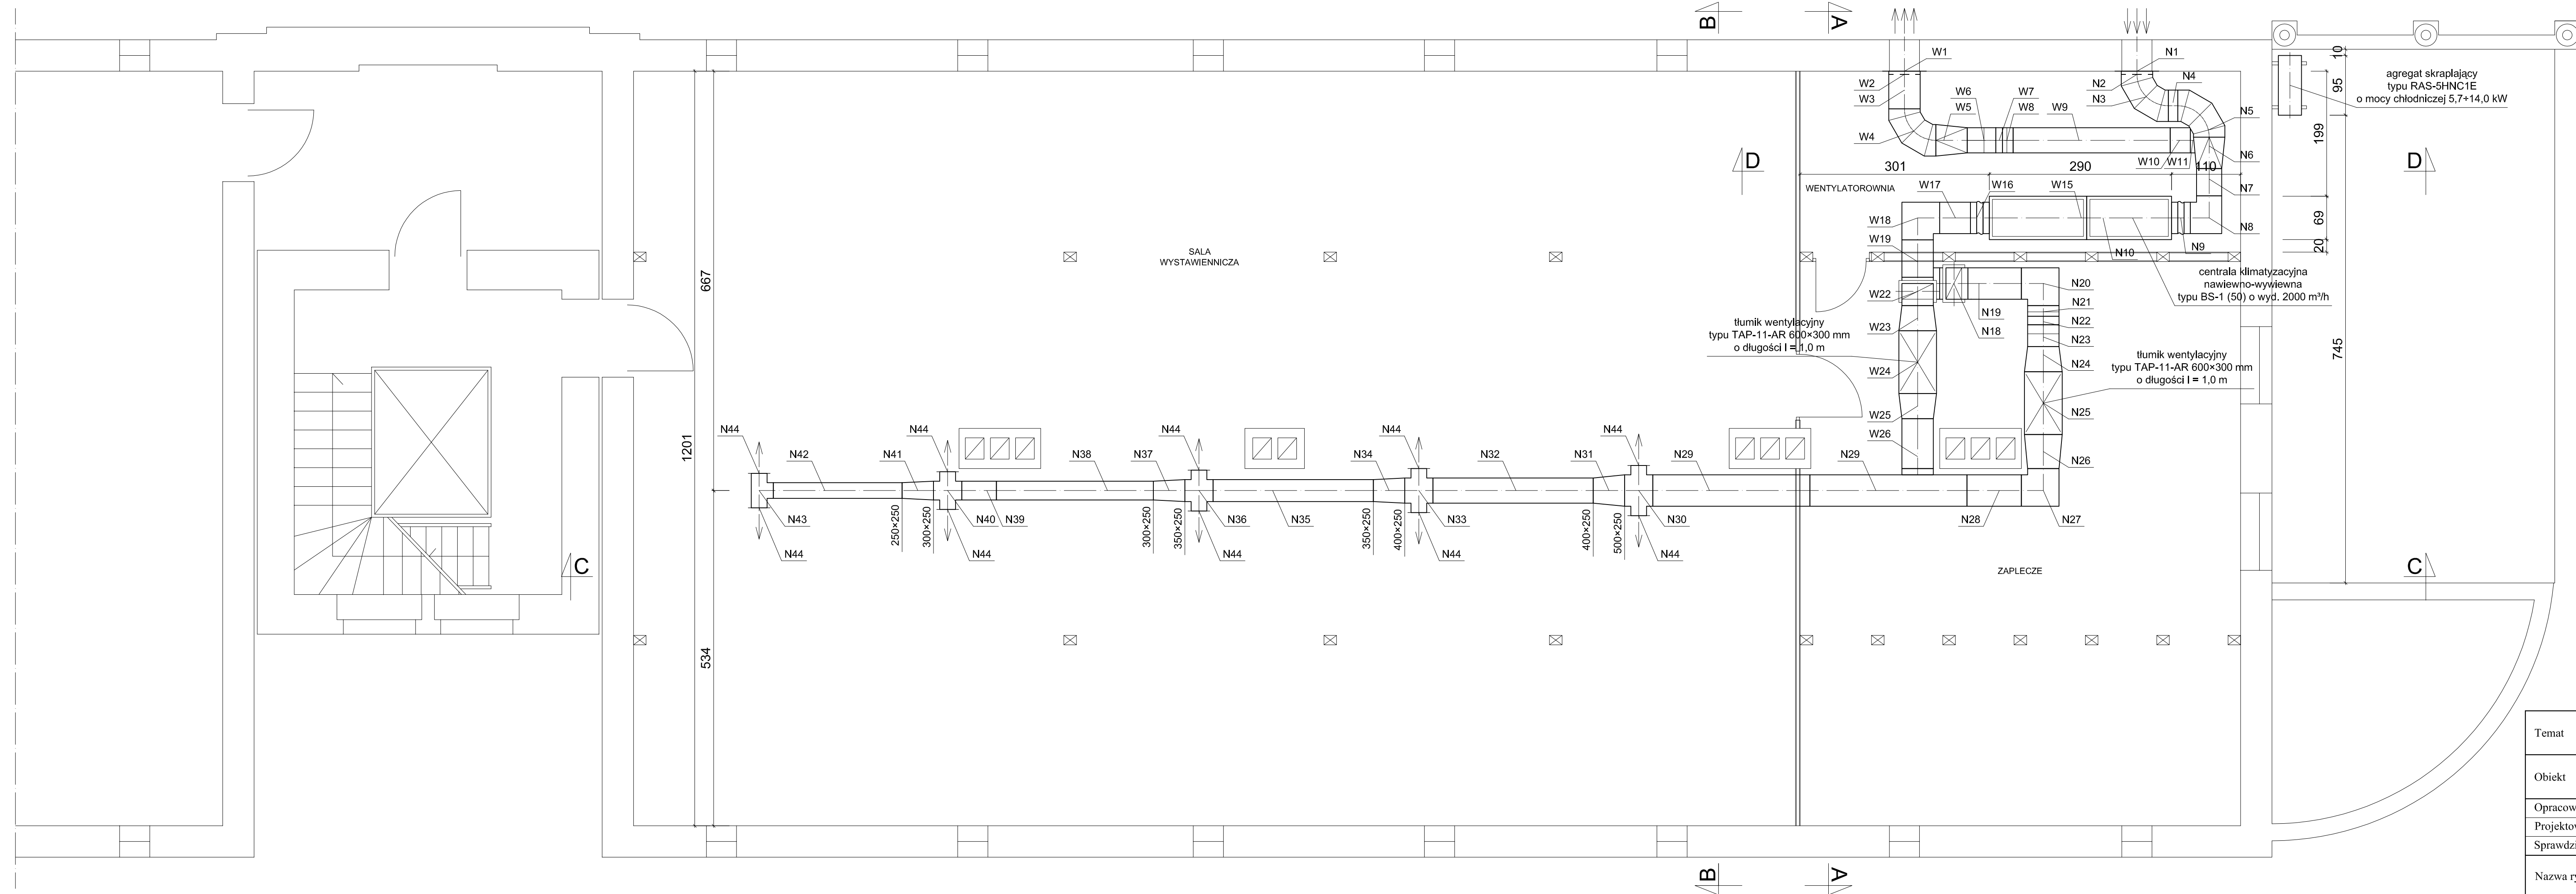 B
A
W1
N1
W2
W3
W4
W6
W5
W7
W8
W9
N2
N3
N4
N5
N6
N7
N8
W10
W11
10
95
199
69
20
745
agregat skraplający
typu RAS-5HNC1E
o mocy chłodniczej 5,7÷14,0 kW
D
D
301
290
110
WENTYLATOROWNIA
W17
W16
W15
W18
W19
N10
N9
SALA
WYSTAWIENNICZA
centrala klimatyzacyjna
nawiewno-wywiewna
typu BS-1 (50) o wyd. 2000 m³/h
W22
W23
W24
W25
W26
N19
N18
N20
N21
N22
N23
N24
N25
N26
tłumik wentylacyjny
typu TAP-11-AR 600×300 mm
o długości l = 1,0 m
tłumik wentylacyjny
typu TAP-11-AR 600×300 mm
o długości l = 1,0 m
667
1201
534
N44
N42
N41
N44
N38
N37
N44
N34
N44
N32
N31
N44
N29
N29
N43
N44
250×250
300×250
N40
N39
N44
300×250
350×250
N36
N44
N35
350×250
400×250
N33
N44
400×250
500×250
N30
N44
N28
N27
C
C
ZAPLECZE
Temat
Obiekt
Opracow
Projektow
Sprawdzi
Nazwa ry
B
A